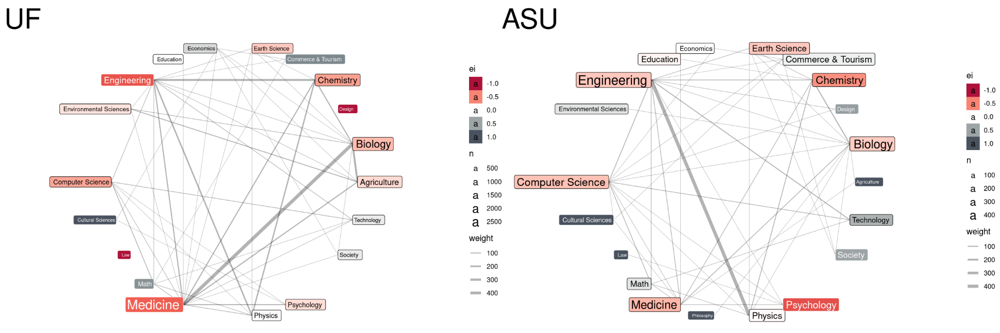 UF
Economics
Earth Science
Education
Commerce & Tourism
Engineering
Chemistry
Environmental Sciences
Design
Biology
Computer Science
Agriculture
Cultural Sciences
Technology
Law
Society
Math
Medicine
Psychology
Physics
ei
a -1.0
a -0.5
a 0.0
a 0.5
a 1.0
n
a 500
a 1000
a 1500
a 2000
a 2500
weight
100
200
300
400
ASU
Economics
Earth Science
Education
Commerce & Tourism
Engineering
Chemistry
Environmental Sciences
Design
Biology
Computer Science
Agriculture
Cultural Sciences
Technology
Law
Society
Math
Medicine
Psychology
Philosophy
Physics
ei
a -1.0
a -0.5
a 0.0
a 0.5
a 1.0
n
a 100
a 200
a 300
a 400
weight
100
200
300
400